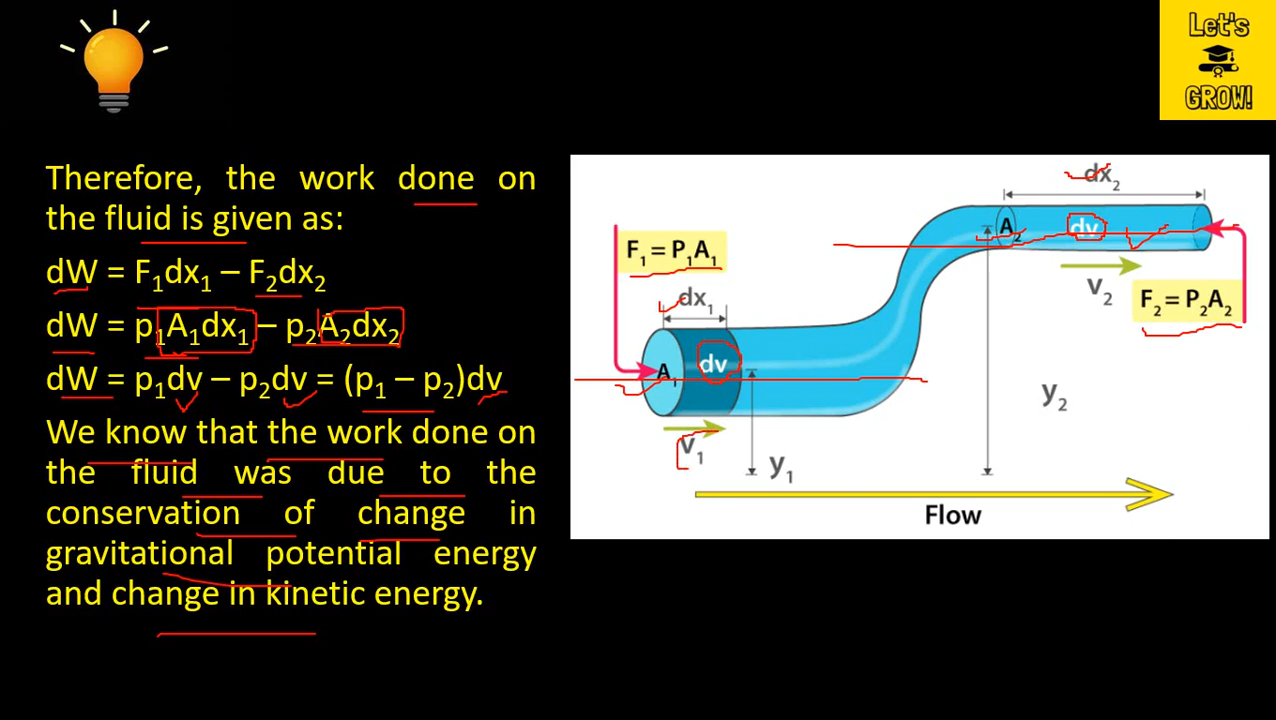 Let's
GROW!
Therefore, the work done on
the fluid is given as:
dW = F₁dx₁ – F₂dx₂
dW = p₁A₁dx₁ – p₂A₂dx₂
dW = p₁dv – p₂dv = (p₁ – p₂)dv
We know that the work done on
the fluid was due to the
conservation of change in
gravitational potential energy
and change in kinetic energy.
dx₂
F₁ = P₁A₁
A₂
dv
dx₁
v₂
F₂ = P₂A₂
A₁
dv
y₂
v₁
y₁
Flow